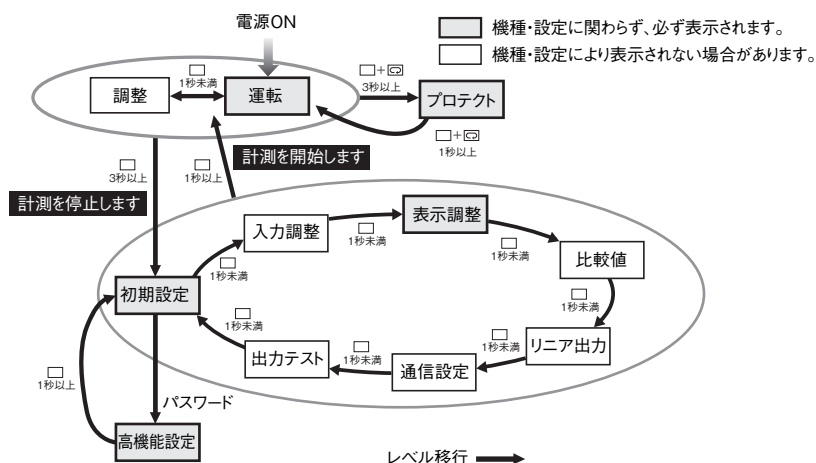 電源ON
機種・設定に関わらず、必ず表示されます。
機種・設定により表示されない場合があります。
調整
1秒未満
運転
3秒以上
プロテクト
1秒以上
3秒以上
1秒以上
計測を開始します
計測を停止します
入力調整
1秒未満
表示調整
1秒未満
比較値
1秒未満
1秒未満
初期設定
1秒未満
出力テスト
1秒未満
通信設定
1秒未満
リニア出力
1秒以上
パスワード
高機能設定
レベル移行